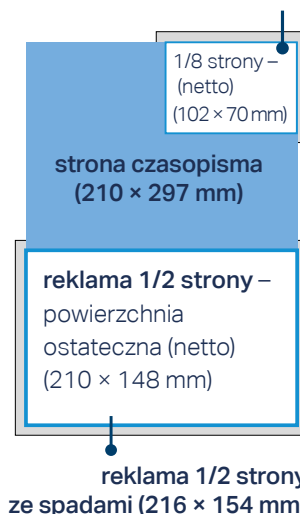 1/8 strony –
(netto)
(102 × 70 mm)
strona czasopisma
(210 × 297 mm)
reklama 1/2 strony –
powierzchnia
ostateczna (netto)
(210 × 148 mm)
reklama 1/2 strony
ze spadami (216 × 154 mm